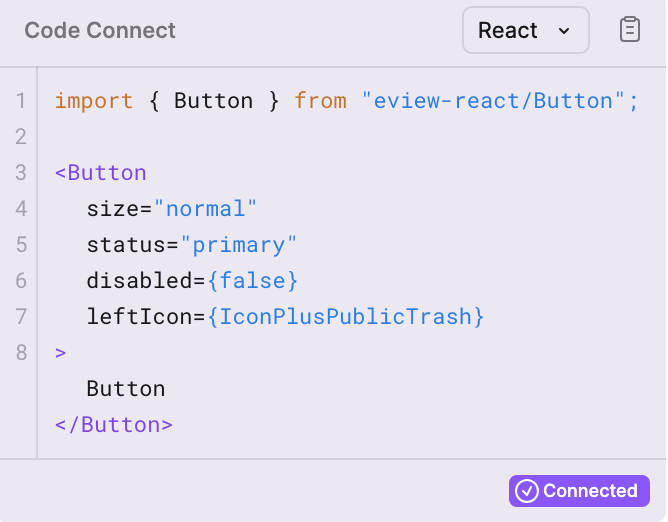 Code Connect
React
1 import { Button } from "eview-react/Button";
2
3 <Button
4 size="normal"
5 status="primary"
6 disabled={false}
7 leftIcon={IconPlusPublicTrash}
8 >
Button
</Button>
Connected